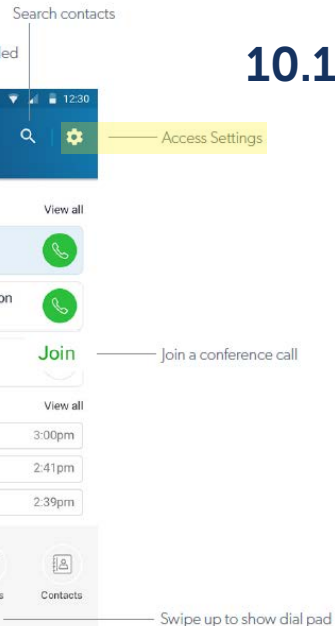 Search contacts
led
10.1
12:30
Access Settings
View all
on
Join
Join a conference call
View all
3:00pm
2:41pm
2:39pm
s
Contacts
Swipe up to show dial pad